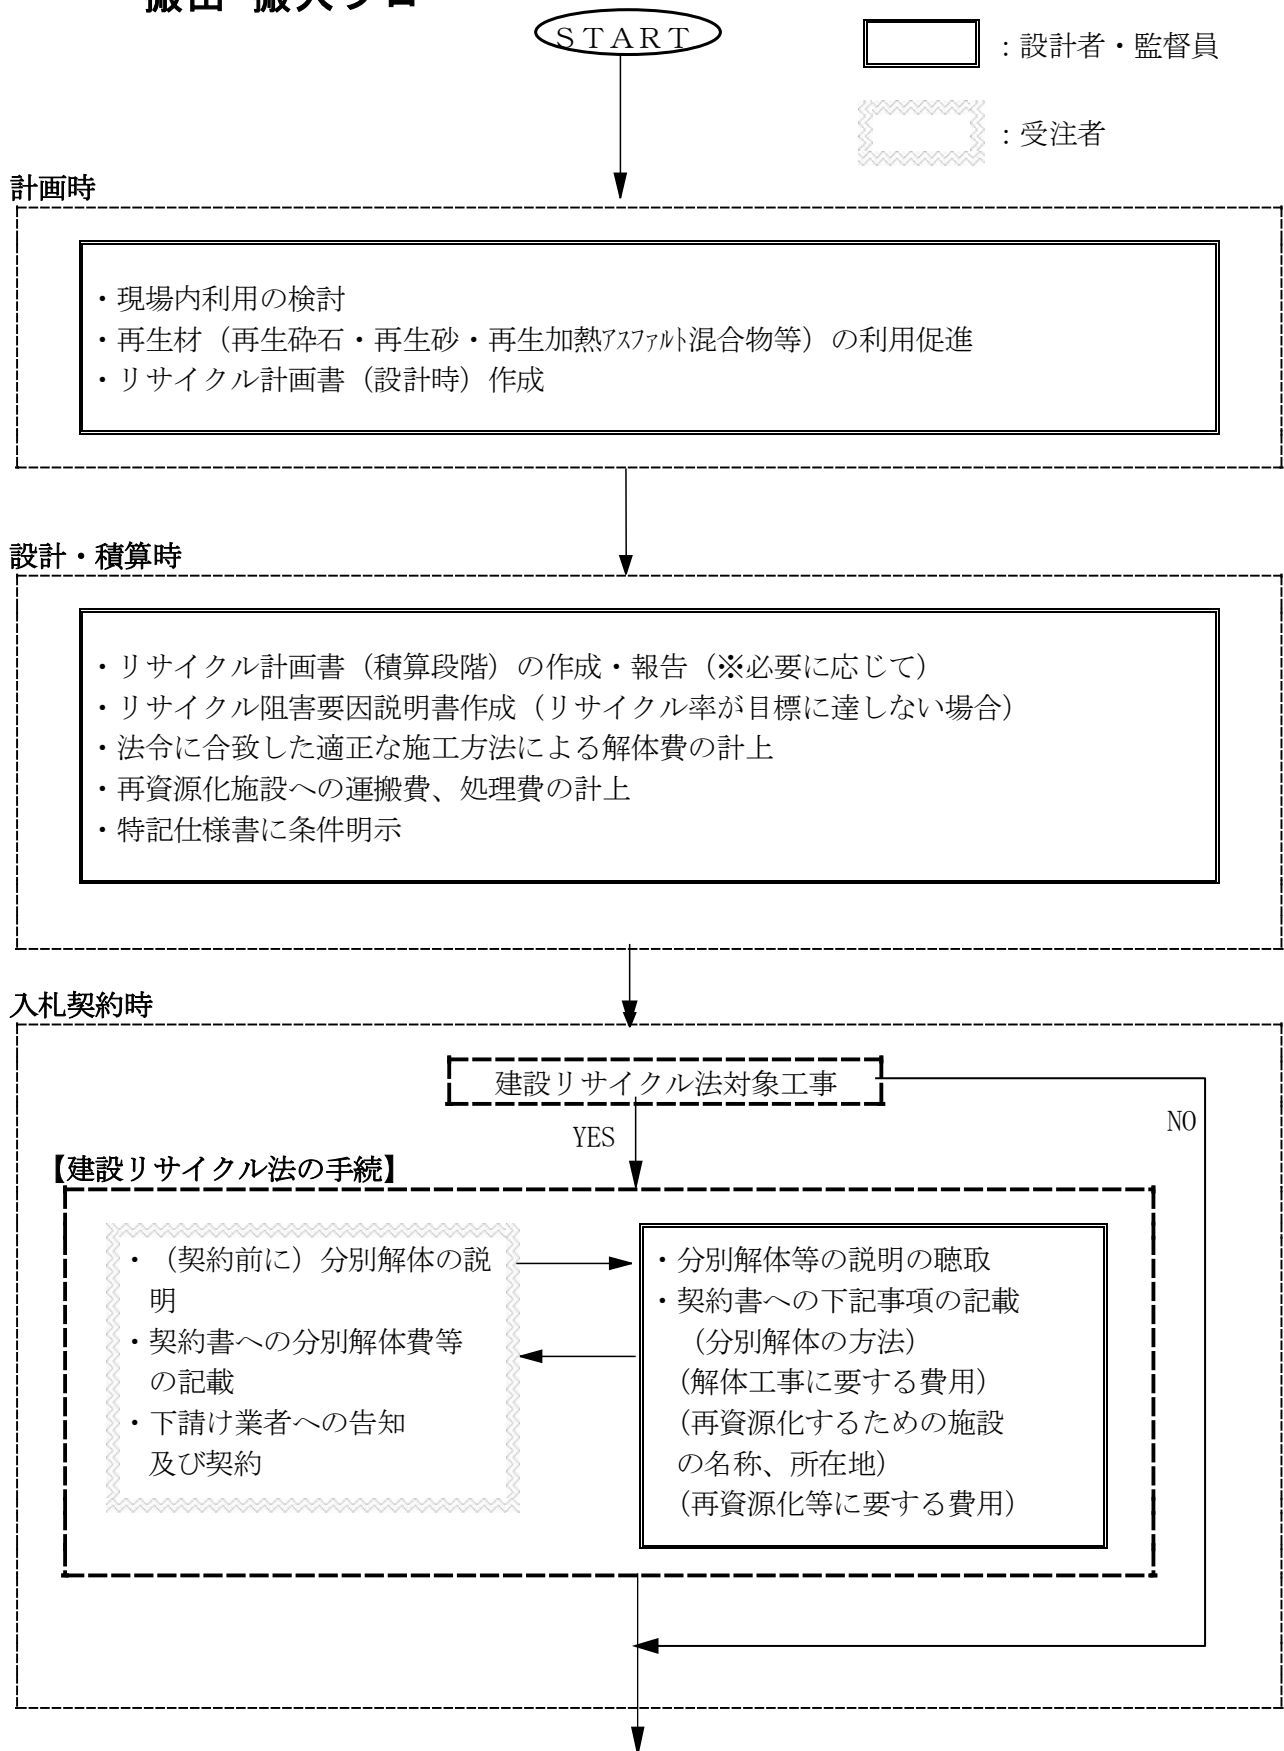 ＳＴＡＲＴ
：設計者・監督員
：受注者
計画時
・現場内利用の検討
・再生材（再生砕石・再生砂・再生加熱ｱｽﾌｧﾙﾄ混合物等）の利用促進
・リサイクル計画書（設計時）作成
設計・積算時
・リサイクル計画書（積算段階）の作成・報告（※必要に応じて）
・リサイクル阻害要因説明書作成（リサイクル率が目標に達しない場合）
・法令に合致した適正な施工方法による解体費の計上
・再資源化施設への運搬費、処理費の計上
・特記仕様書に条件明示
入札契約時
建設リサイクル法対象工事
NO
YES
【建設リサイクル法の手続】
・（契約前に）分別解体の説
明
・契約書への分別解体費等
の記載
・下請け業者への告知
及び契約
・分別解体等の説明の聴取
・契約書への下記事項の記載
（分別解体の方法）
（解体工事に要する費用）
（再資源化するための施設
の名称、所在地）
（再資源化等に要する費用）